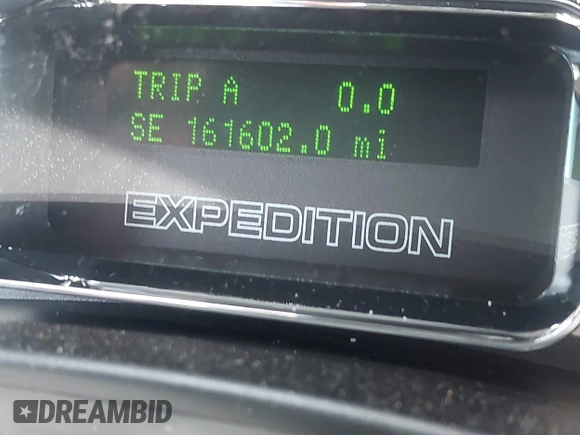 TRIP A 0.0
SE 161602.0 mi
EXPEDITION
DREAMBID